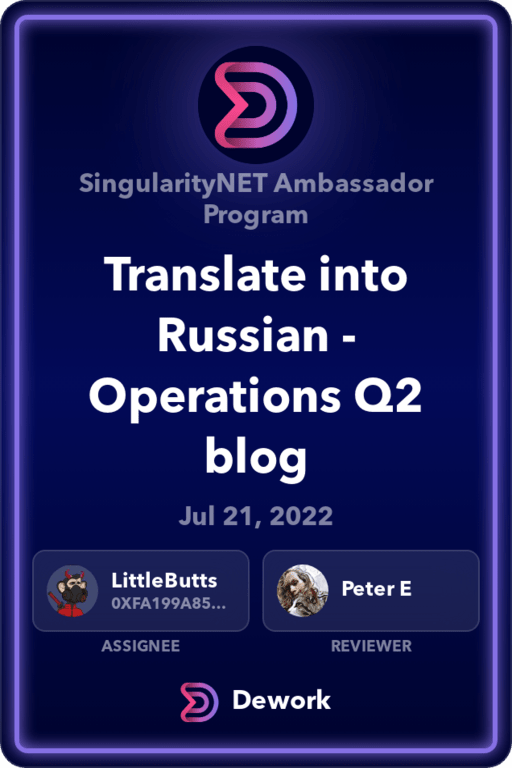 SingularityNET Ambassador
Program
Translate into
Russian -
Operations Q2
blog
Jul 21, 2022
LittleButts
0XFA199A85...
Peter E
ASSIGNEE
REVIEWER
Dework